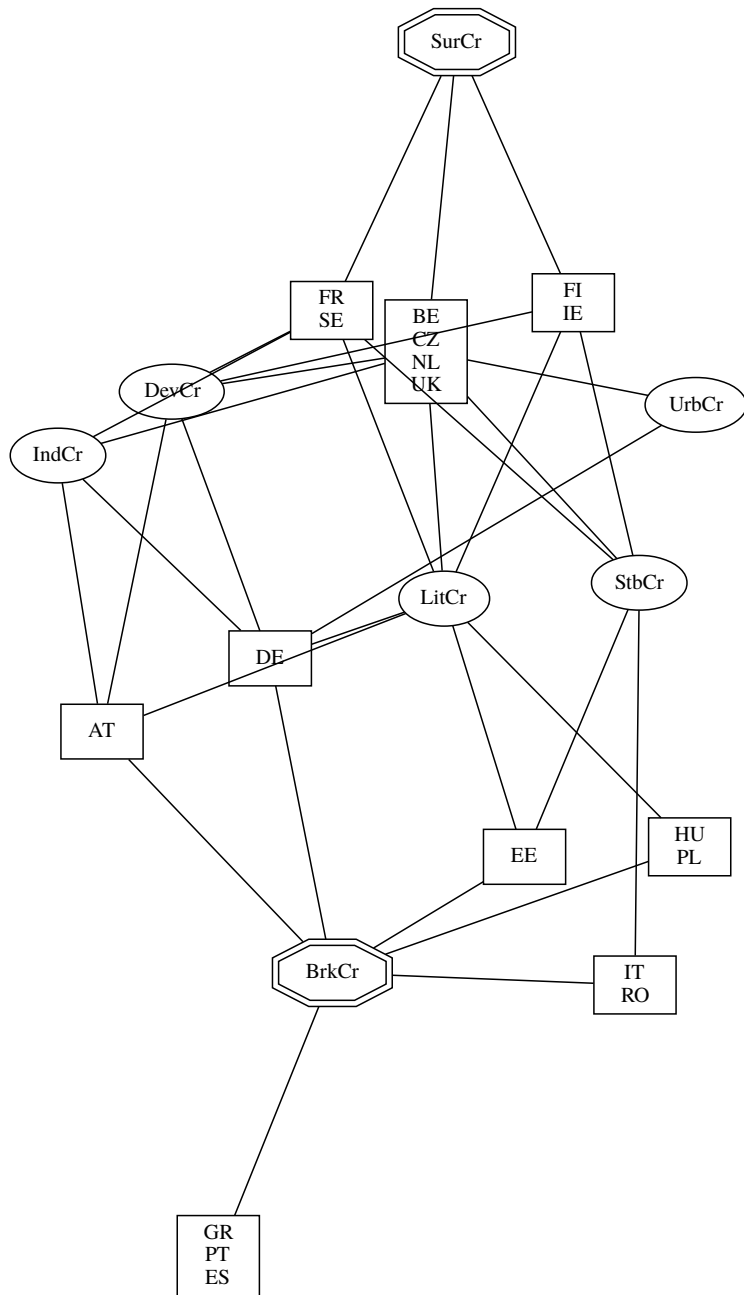 SurCr
FR
SE
BE
CZ
NL
UK
FI
IE
DevCr
UrbCr
IndCr
LitCr
StbCr
DE
AT
EE
HU
PL
BrkCr
IT
RO
GR
PT
ES